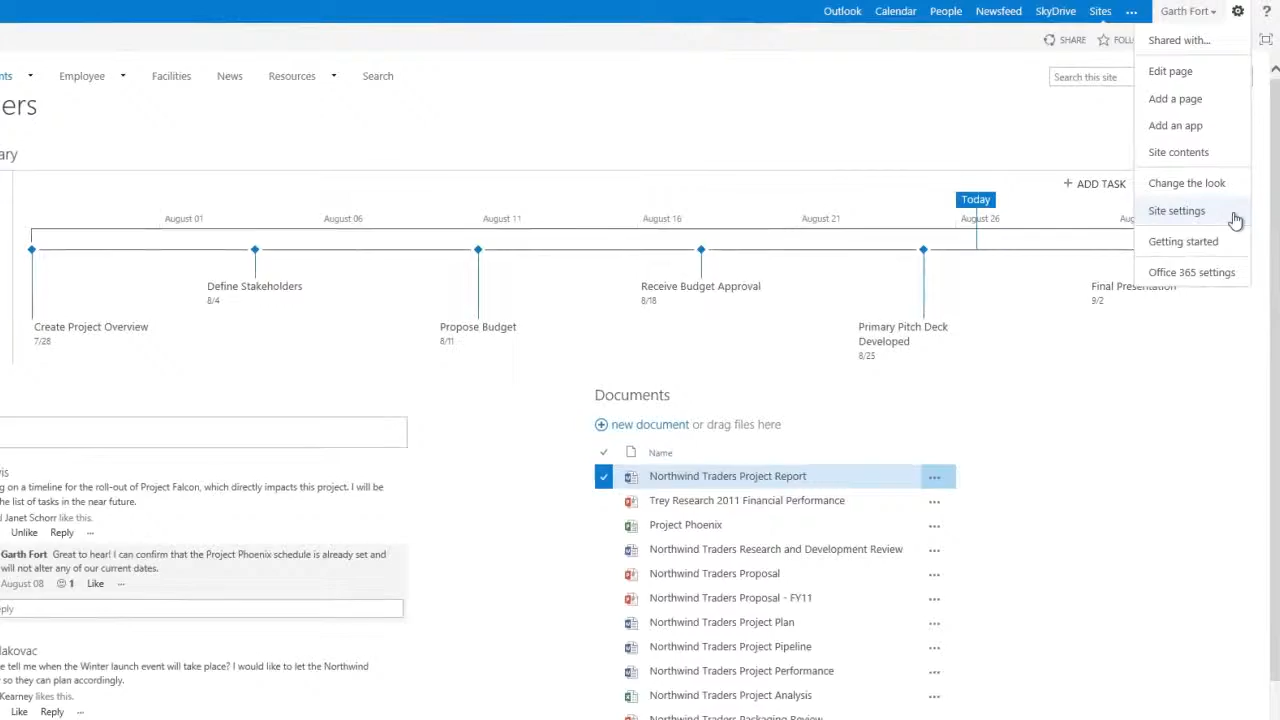 Outlook Calendar People Newsfeed SkyDrive Sites ... Garth Fort ?
SHARE FOLL
Shared with...
Edit page
Add a page
Add an app
Site contents
Change the look
Site settings
Getting started
Office 365 settings
nts Employee Facilities News Resources Search
Search this site
ers
ary
+ ADD TASK
Today
August 01 August 06 August 11 August 16 August 21 August 26 Aug
Define Stakeholders
8/4
Receive Budget Approval
8/18
Final Presentation
9/2
Create Project Overview
7/28
Propose Budget
8/11
Primary Pitch Deck
Developed
8/25
vis
g on a timeline for the roll-out of Project Falcon, which directly impacts this project. I will be
the list of tasks in the near future.
l Janet Schorr like this.
Unlike Reply ...
Garth Fort Great to hear! I can confirm that the Project Phoenix schedule is already set and
will not alter any of our current dates.
August 08 1 Like ...
eply
lakovac
e tell me when the Winter launch event will take place? I would like to let the Northwind
so they can plan accordingly.
Kearney likes this.
Like Reply ...
Documents
new document or drag files here
Name
Northwind Traders Project Report ...
Trey Research 2011 Financial Performance ...
Project Phoenix ...
Northwind Traders Research and Development Review ...
Northwind Traders Proposal ...
Northwind Traders Proposal - FY11 ...
Northwind Traders Project Plan ...
Northwind Traders Project Pipeline ...
Northwind Traders Project Performance ...
Northwind Traders Project Analysis ...
Northwind Traders Packaging Review